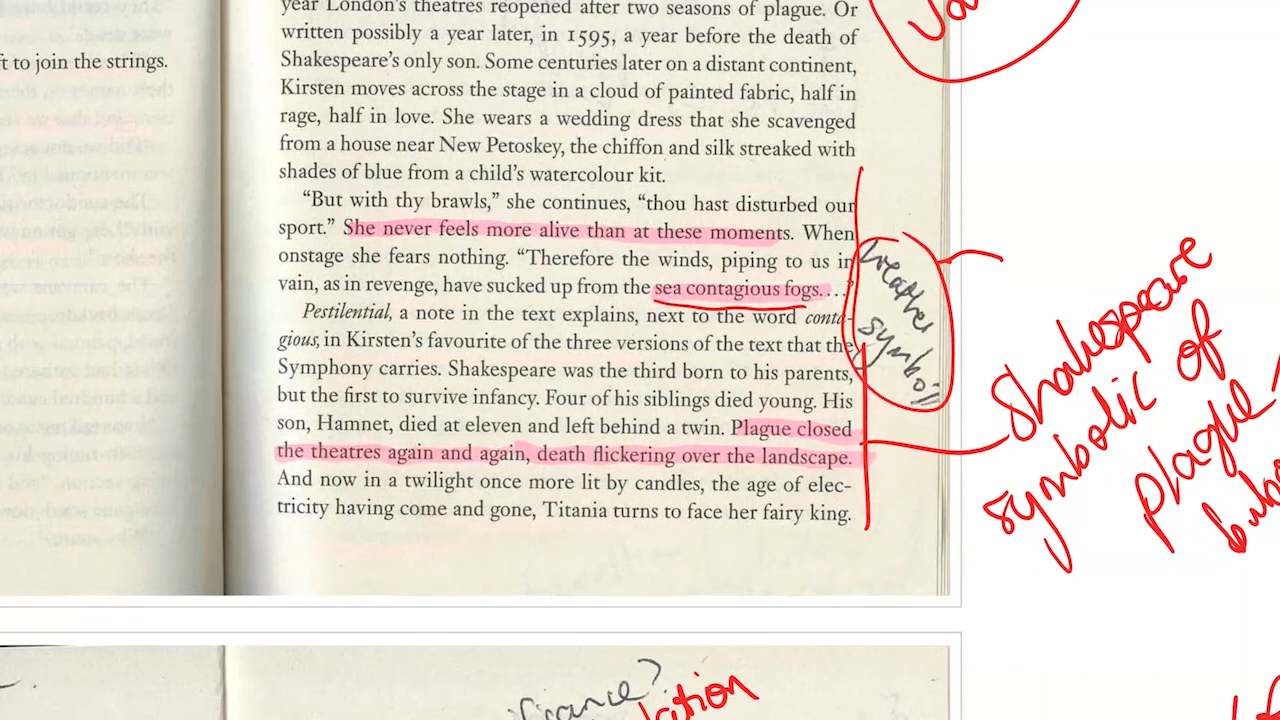 year London's theatres reopened after two seasons of plague. Or
written possibly a year later, in 1595, a year before the death of
ft to join the strings.
Shakespeare's only son. Some centuries later on a distant continent,
Kirsten moves across the stage in a cloud of painted fabric, half in
rage, half in love. She wears a wedding dress that she scavenged
from a house near New Petoskey, the chiffon and silk streaked with
shades of blue from a child's watercolour kit.
“But with thy brawls,” she continues, “thou hast disturbed our
sport.” She never feels more alive than at these moments. When
onstage she fears nothing. “Therefore the winds, piping to us in
vain, as in revenge, have sucked up from the sea contagious fogs. . . .”
Pestilential, a note in the text explains, next to the word conta-
gious, in Kirsten's favourite of the three versions of the text that the
Symphony carries. Shakespeare was the third born to his parents,
but the first to survive infancy. Four of his siblings died young. His
son, Hamnet, died at eleven and left behind a twin. Plague closed
the theatres again and again, death flickering over the landscape.
And now in a twilight once more lit by candles, the age of elec-
tricity having come and gone, Titania turns to face her fairy king.
weather
Shakespeare
symbolic of
plague